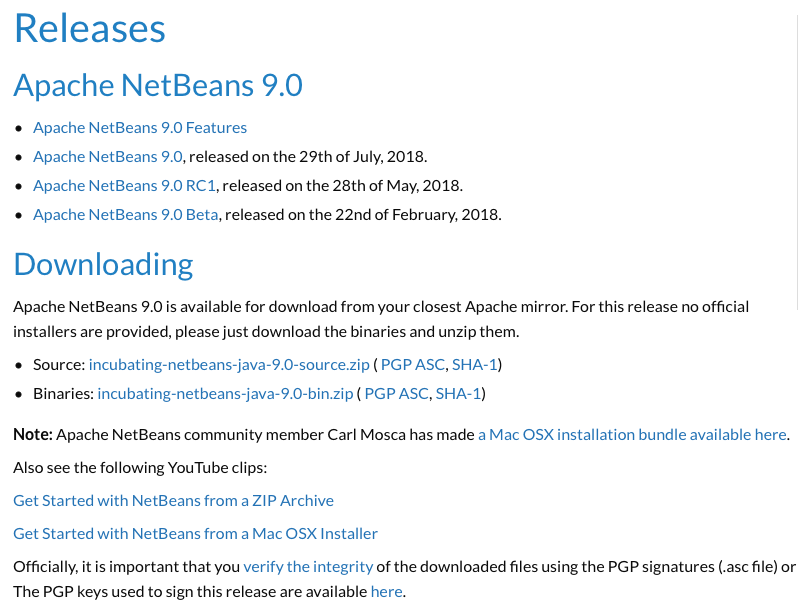 Releases
Apache NetBeans 9.0
Apache NetBeans 9.0 Features
Apache NetBeans 9.0, released on the 29th of July, 2018.
Apache NetBeans 9.0 RC1, released on the 28th of May, 2018.
Apache NetBeans 9.0 Beta, released on the 22nd of February, 2018.
Downloading
Apache NetBeans 9.0 is available for download from your closest Apache mirror. For this release no official
installers are provided, please just download the binaries and unzip them.
Source: incubating-netbeans-java-9.0-source.zip ( PGP ASC, SHA-1)
Binaries: incubating-netbeans-java-9.0-bin.zip ( PGP ASC, SHA-1)
Note: Apache NetBeans community member Carl Mosca has made a Mac OSX installation bundle available here.
Also see the following YouTube clips:
Get Started with NetBeans from a ZIP Archive
Get Started with NetBeans from a Mac OSX Installer
Officially, it is important that you verify the integrity of the downloaded files using the PGP signatures (.asc file) or
The PGP keys used to sign this release are available here.